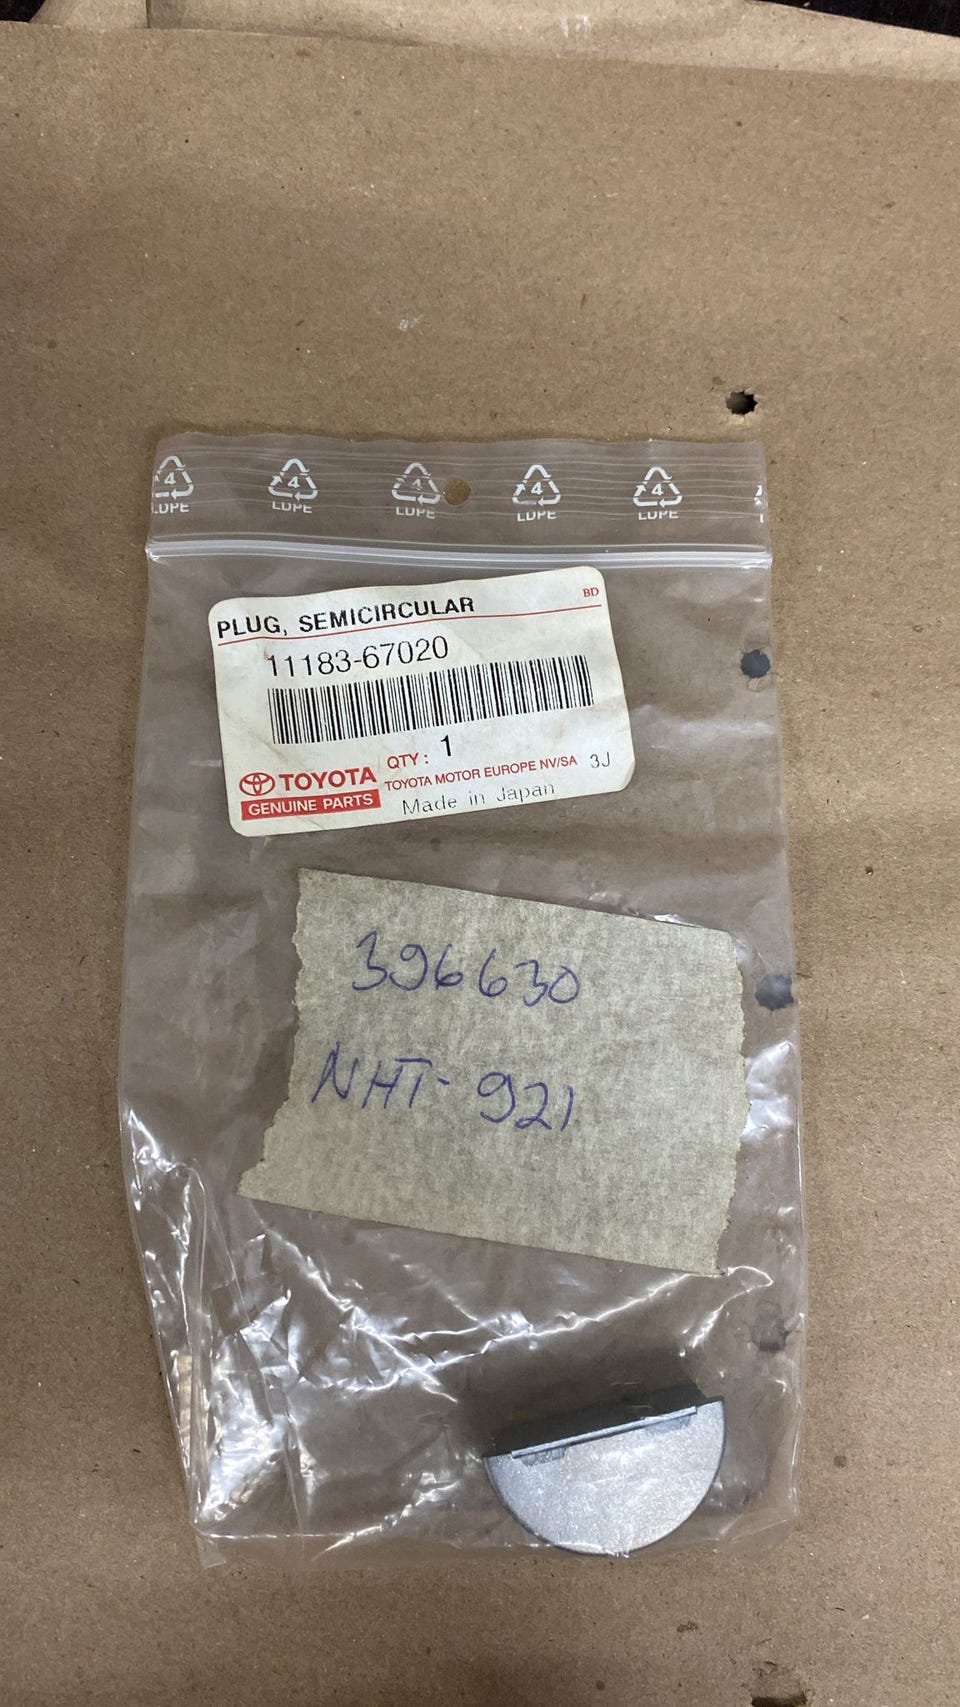 4 4 4 4 4
LDPE LDPE LDPE LDPE LDPE
BD
PLUG, SEMICIRCULAR
11183-67020
QTY : 1
TOYOTA
GENUINE PARTS
TOYOTA MOTOR EUROPE NV/SA 3J
Made in Japan
396630
NHT- 921